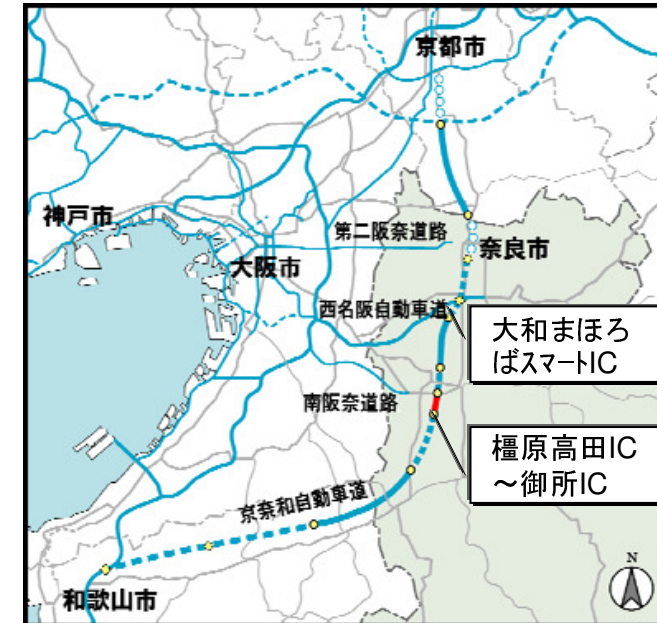 京都市
神戸市
第二阪奈道路
奈良市
大阪市
西名阪自動車道
大和まほろ
ばスマートIC
南阪奈道路
橿原高田IC
～御所IC
京奈和自動車道
N
和歌山市